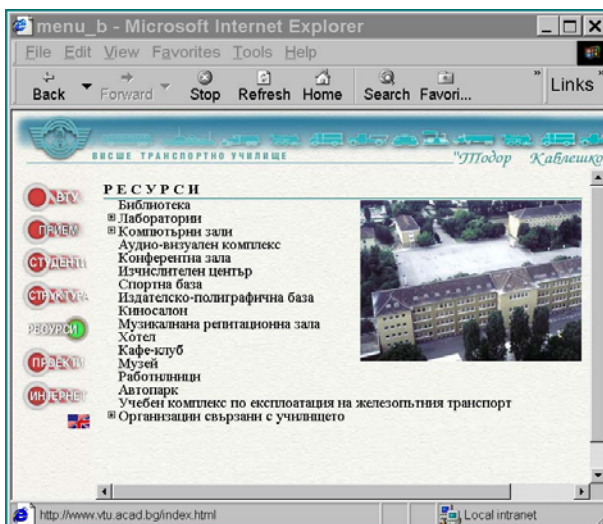 menu_b - Microsoft Internet Explorer
File Edit View Favorites Tools Help
Back Forward Stop Refresh Home Search Favori... » Links »
ВИСШЕ ТРАНСПОРТНО УЧИЛИЩЕ "Тодор Каблешко
РЕСУРСИ
ВТУ
ПРИЕМ
СТУДЕНТИ
СТРУКТУРА
РЕСУРСИ
ПРОЕКТИ
ИНТЕРНЕТ
Библиотека
Лаборатории
Компютърни зали
Аудио-визуален комплекс
Конферентна зала
Изчислителен център
Спортна база
Издателско-полиграфична база
Киносалон
Музикалнана репитационна зала
Хотел
Кафе-клуб
Музей
Работилници
Автопарк
Учебен комплекс по експлоатация на железопътния транспорт
Организации свързани с училището
http://www.vtu.acad.bg/index.html Local intranet